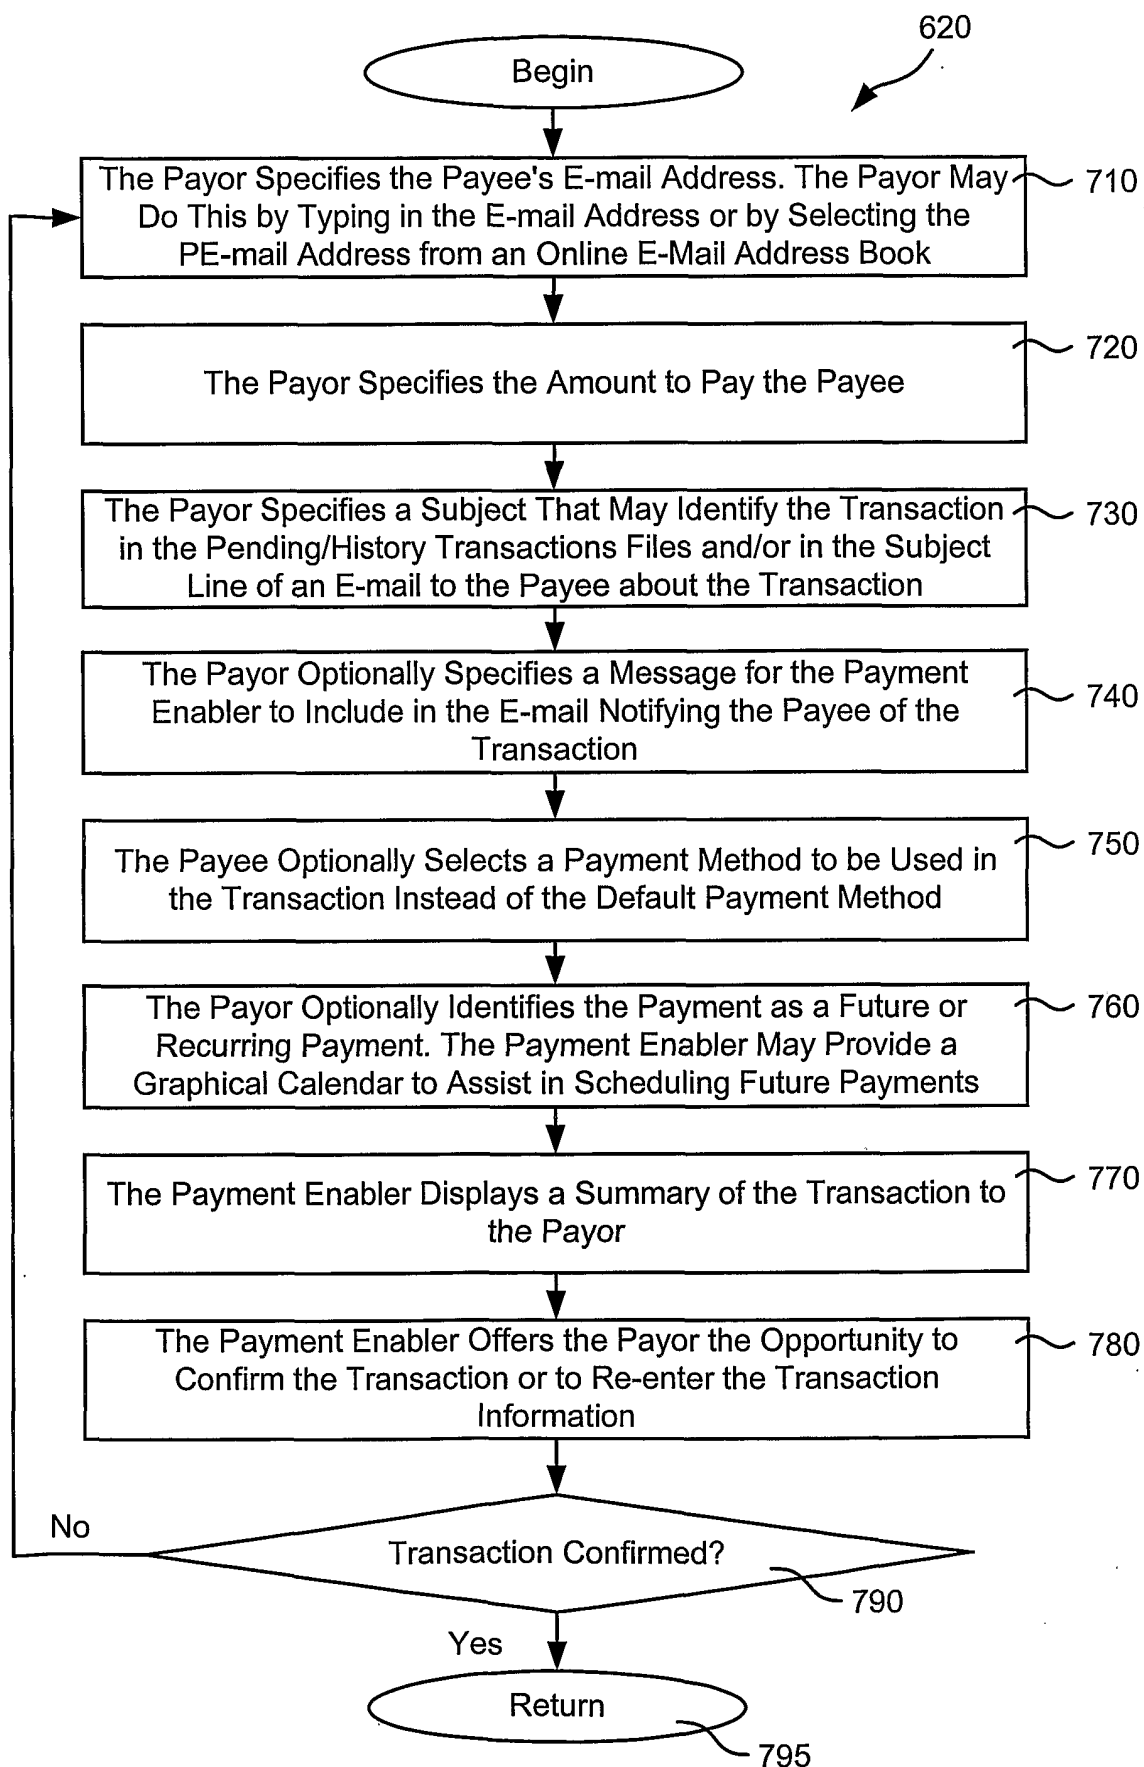 620
Begin
The Payor Specifies the Payee's E-mail Address. The Payor May
Do This by Typing in the E-mail Address or by Selecting the
PE-mail Address from an Online E-Mail Address Book
710
The Payor Specifies the Amount to Pay the Payee
720
The Payor Specifies a Subject That May Identify the Transaction
in the Pending/History Transactions Files and/or in the Subject
Line of an E-mail to the Payee about the Transaction
730
The Payor Optionally Specifies a Message for the Payment
Enabler to Include in the E-mail Notifying the Payee of the
Transaction
740
The Payee Optionally Selects a Payment Method to be Used in
the Transaction Instead of the Default Payment Method
750
The Payor Optionally Identifies the Payment as a Future or
Recurring Payment. The Payment Enabler May Provide a
Graphical Calendar to Assist in Scheduling Future Payments
760
The Payment Enabler Displays a Summary of the Transaction to
the Payor
770
The Payment Enabler Offers the Payor the Opportunity to
Confirm the Transaction or to Re-enter the Transaction
Information
780
No
Transaction Confirmed?
790
Yes
Return
795